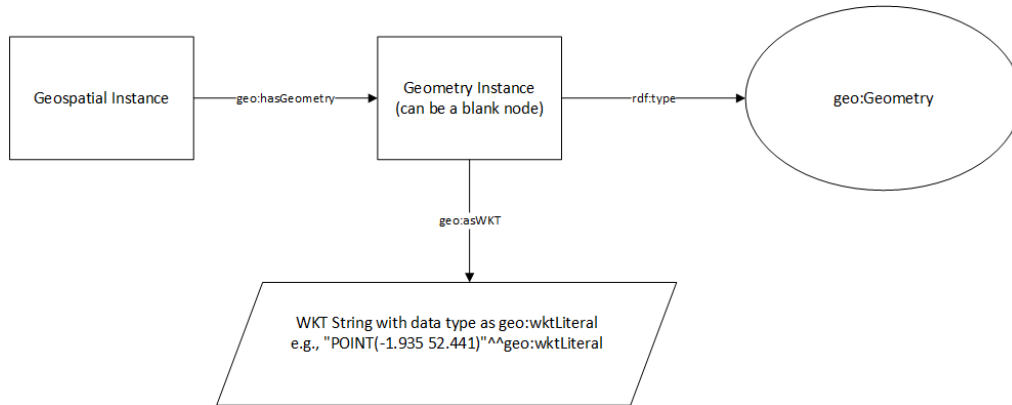 Geospatial Instance
geo:hasGeometry
Geometry Instance
(can be a blank node)
rdf:type
geo:Geometry
geo:asWKT
WKT String with data type as geo:wktLiteral
e.g., "POINT(-1.935 52.441)"^^geo:wktLiteral